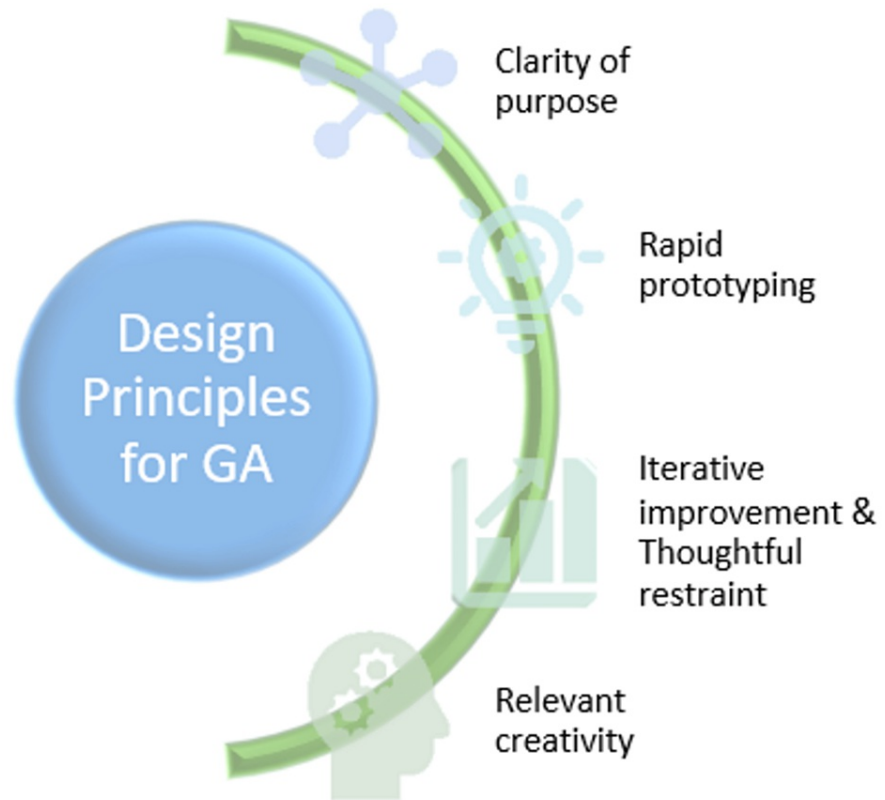 Design
Principles
for GA
Clarity of
purpose
Rapid
prototyping
Iterative
improvement &
Thoughtful
restraint
Relevant
creativity